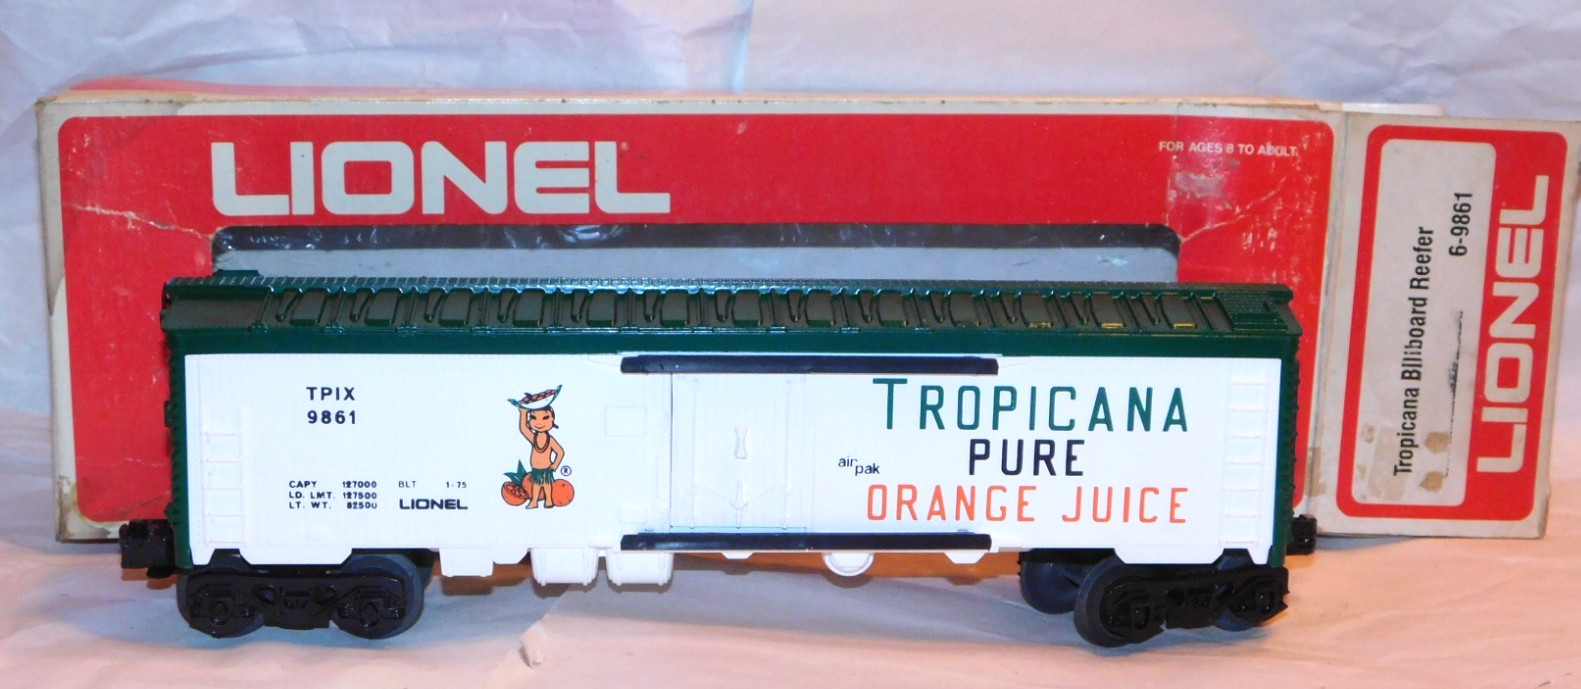 LIONEL
FOR AGES 8 TO ADULT
Tropicana Billboard Reefer
6-9861
LIONEL
TPIX
9861
CAPY 127000 BLT 1-75
LD. LMT. 127500
LT. WT. 82500 LIONEL
®
TROPICANA
PURE
air pak
ORANGE JUICE